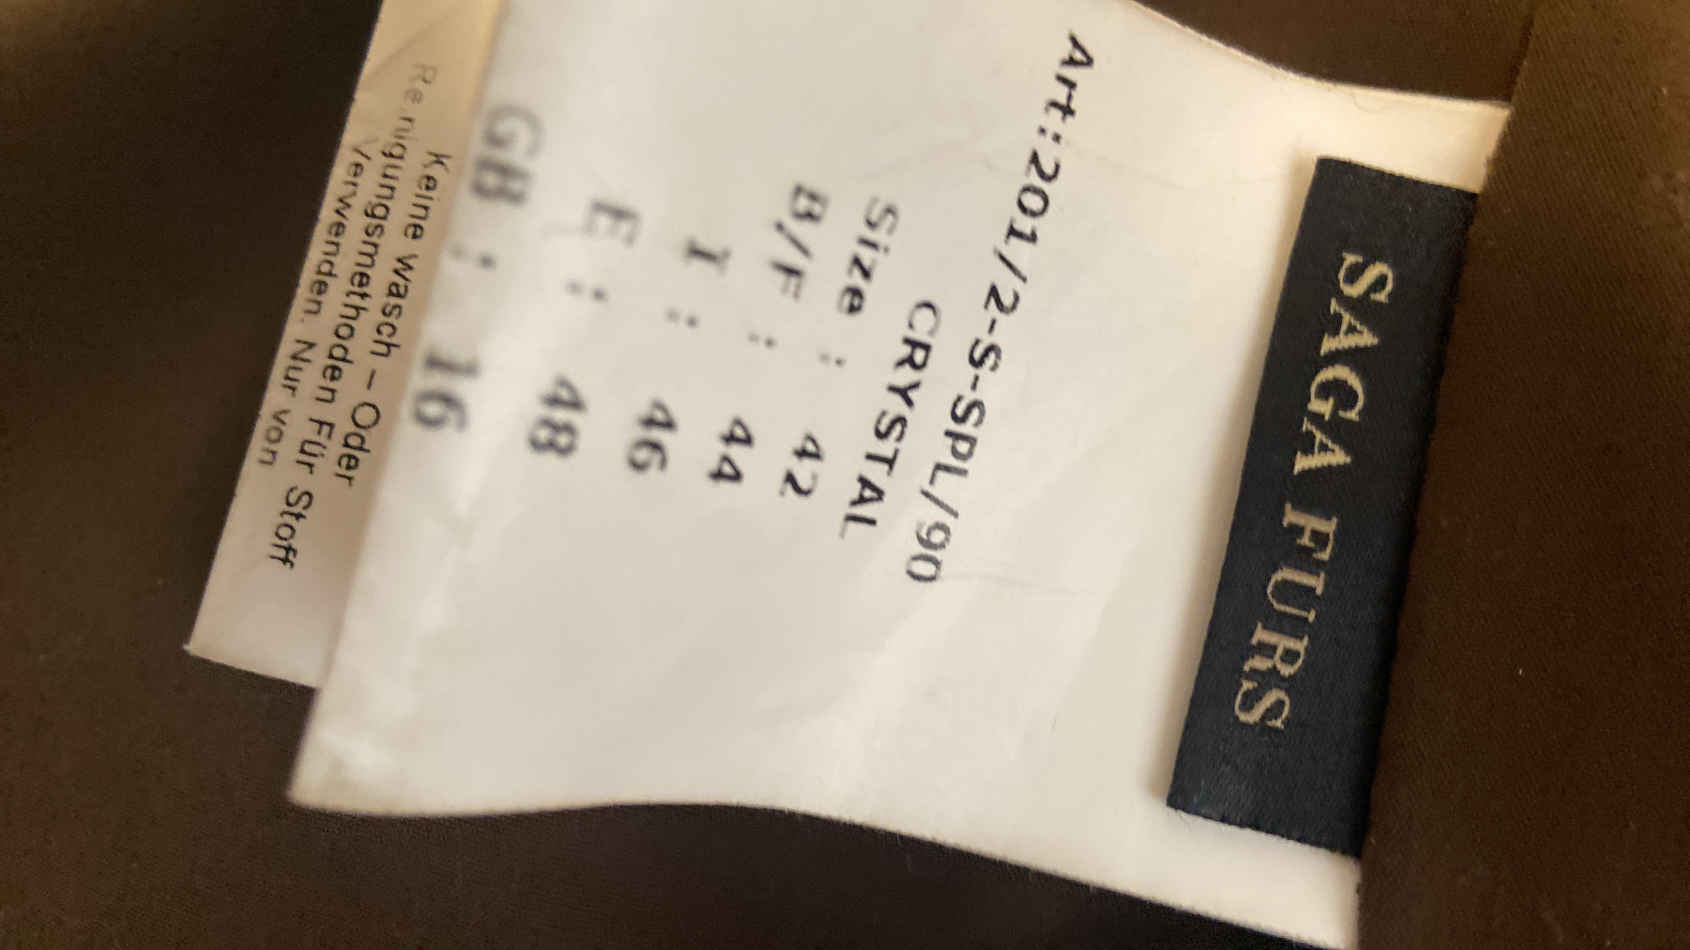 SAGA FURS
Art:201/2-S-SPL/90
CRYSTAL
Size : 42
B/F : 44
I : 46
E : 48
GB : 16
Keine wasch - Oder
Reinigungsmethoden Für Stoff
Verwenden. Nur von